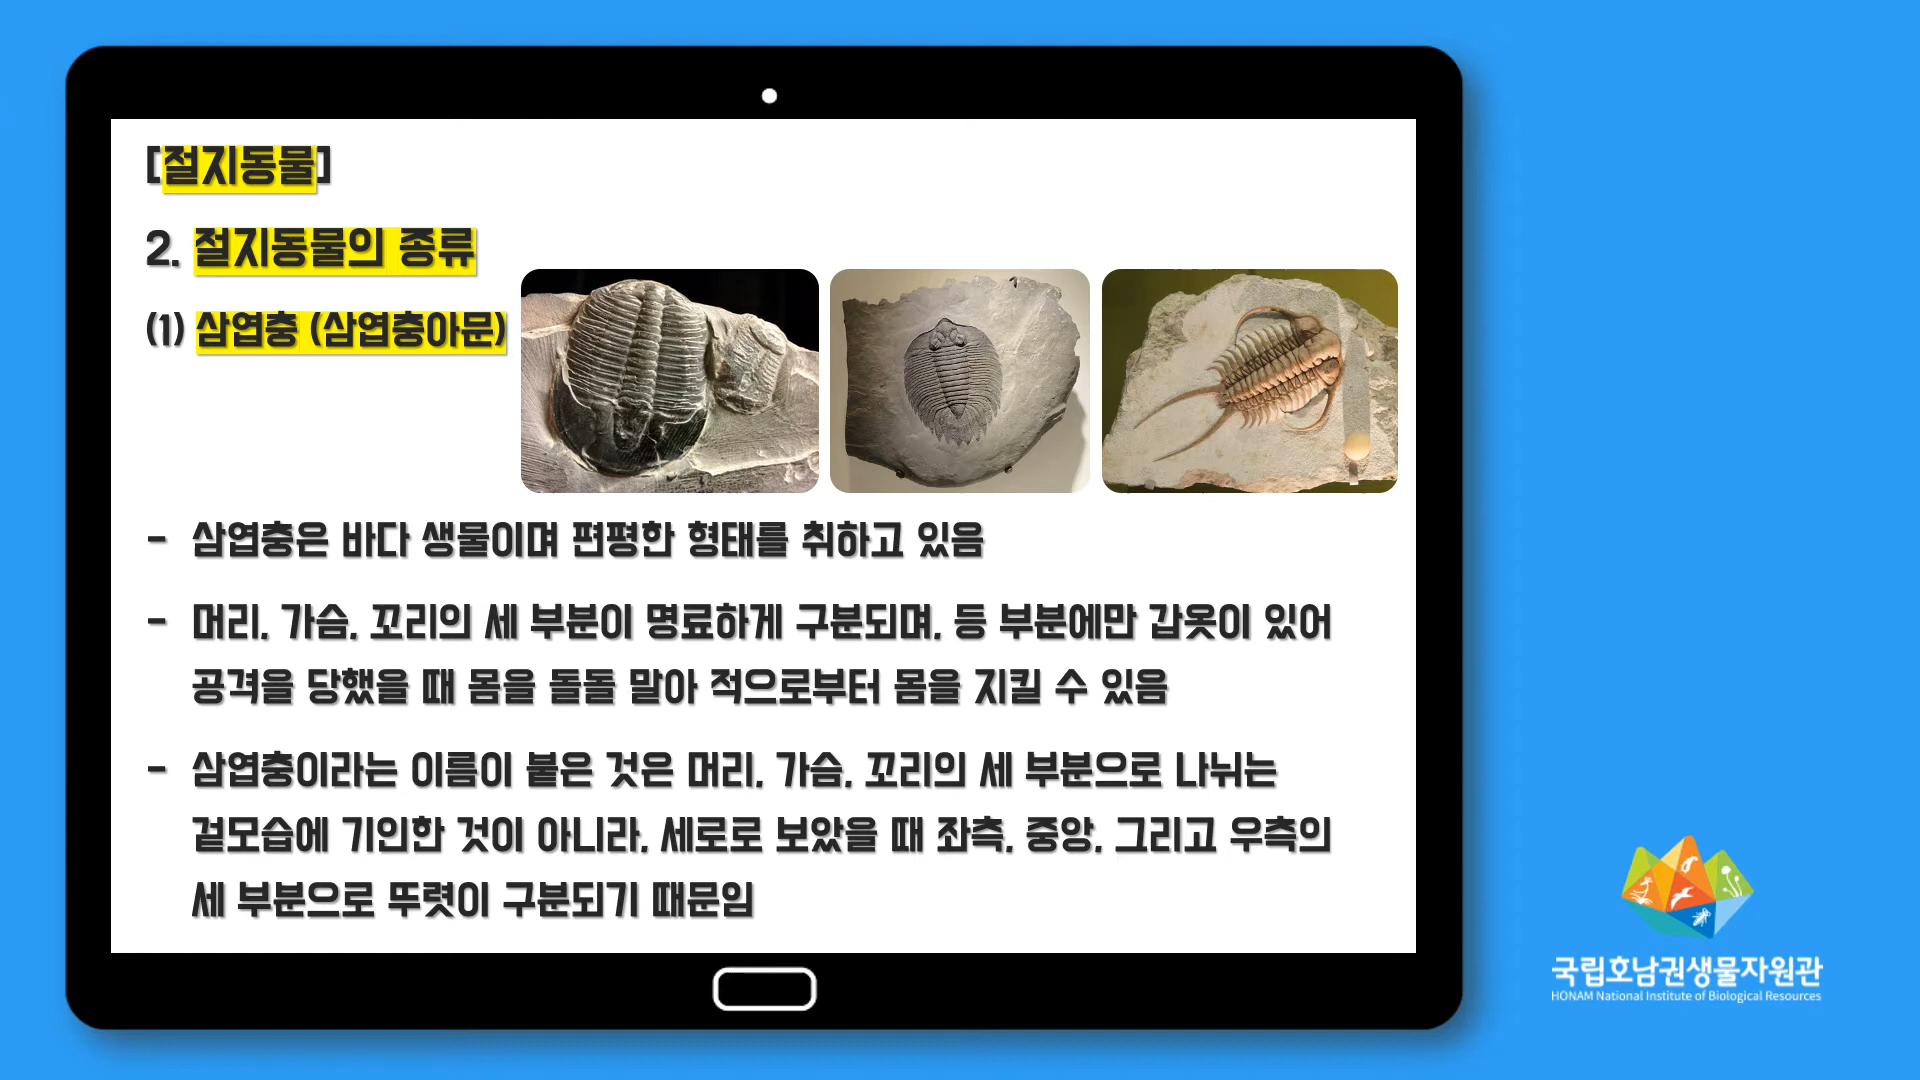 [절지동물]
2. 절지동물의 종류
(1) 삼엽충 (삼엽충아문)
- 삼엽충은 바다 생물이며 편평한 형태를 취하고 있음
- 머리, 가슴, 꼬리의 세 부분이 명료하게 구분되며, 등 부분에만 갑옷이 있어
공격을 당했을 때 몸을 돌돌 말아 적으로부터 몸을 지킬 수 있음
- 삼엽충이라는 이름이 붙은 것은 머리, 가슴, 꼬리의 세 부분으로 나뉘는
겉모습에 기인한 것이 아니라, 세로로 보았을 때 좌측, 중앙, 그리고 우측의
세 부분으로 뚜렷이 구분되기 때문임
국립호남권생물자원관
HONAM National Institute of Biological Resources